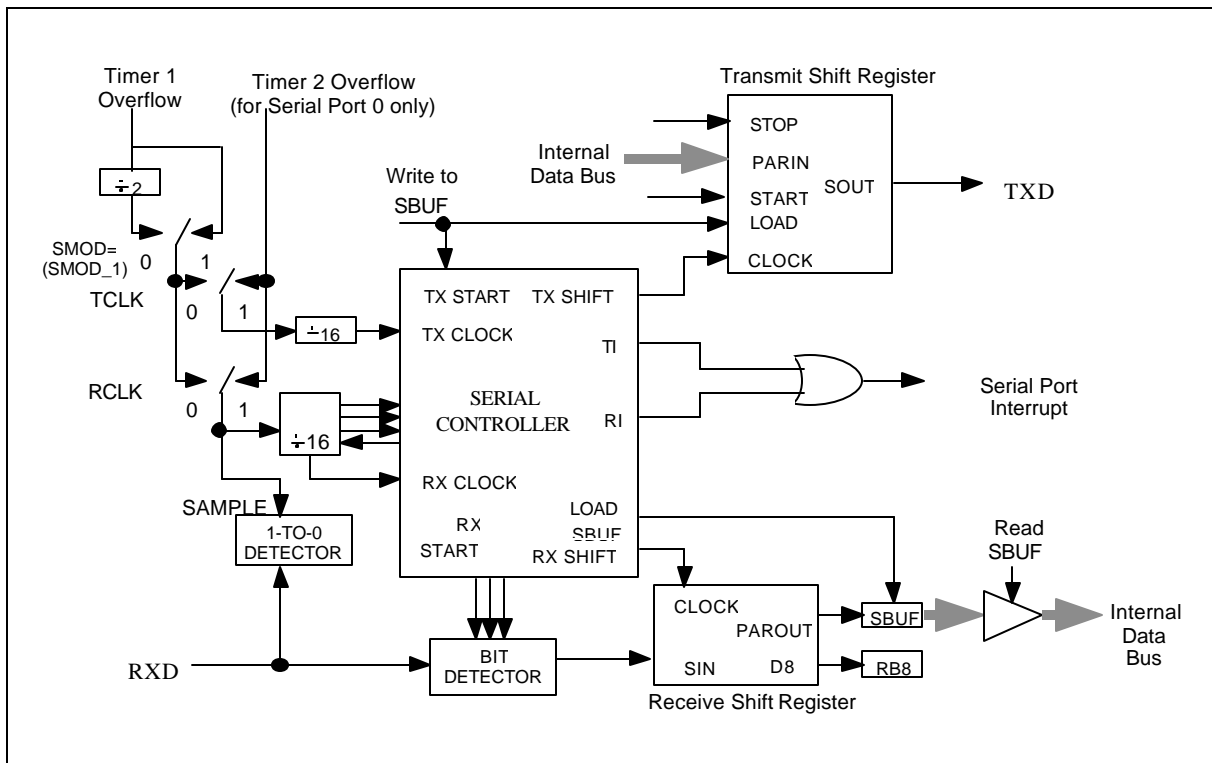 Timer 1
Overflow
Timer 2 Overflow
(for Serial Port 0 only)
÷2
SMOD=
(SMOD_1)
0
1
TCLK
0
1
RCLK
0
1
÷16
÷16
SAMPLE
1-TO-0
DETECTOR
RXD
Write to
SBUF
Internal
Data Bus
Transmit Shift Register
STOP
PARIN
START
LOAD
CLOCK
SOUT
TXD
TX START
TX SHIFT
TX CLOCK
TI
SERIAL
CONTROLLER
RI
RX CLOCK
LOAD
SBUF
RX
START
RX SHIFT
Serial Port
Interrupt
BIT
DETECTOR
CLOCK
PAROUT
SIN
D8
Receive Shift Register
SBUF
RB8
Read
SBUF
Internal
Data
Bus